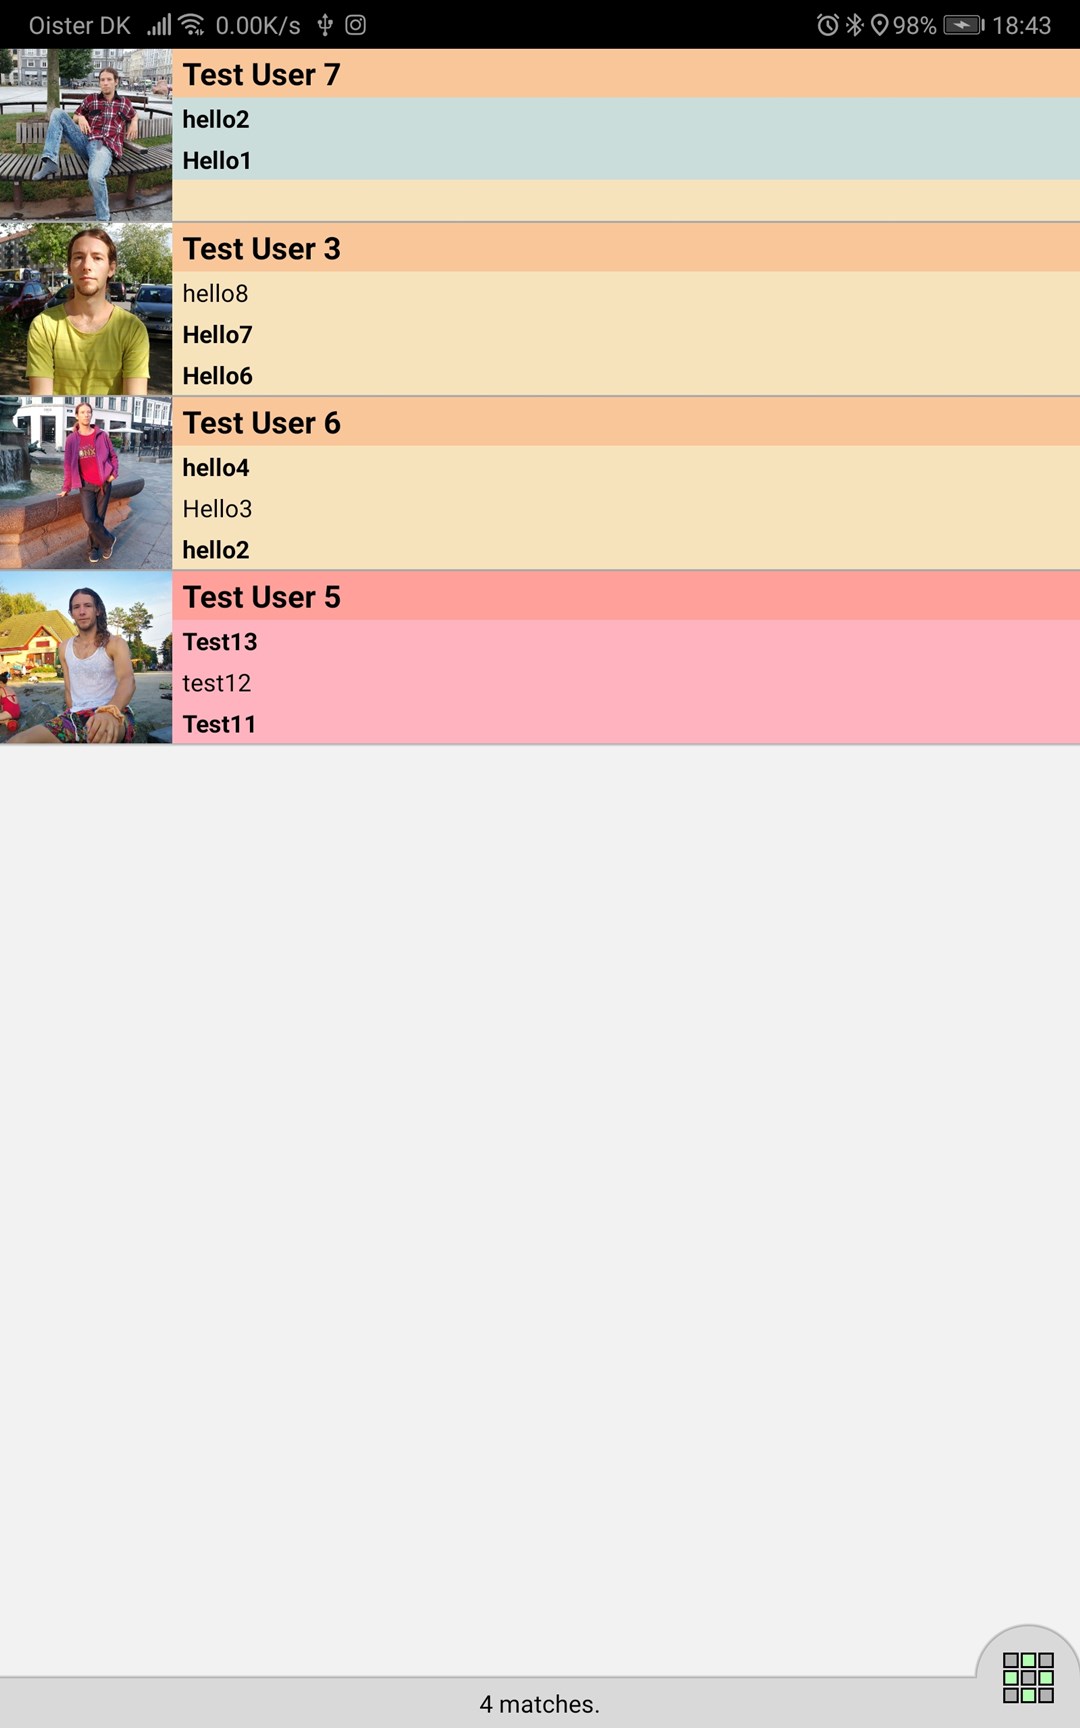 Oister DK 0.00K/s 98% 18:43
Test User 7
hello2
Hello1
Test User 3
hello8
Hello7
Hello6
Test User 6
hello4
Hello3
hello2
Test User 5
Test13
test12
Test11
4 matches.